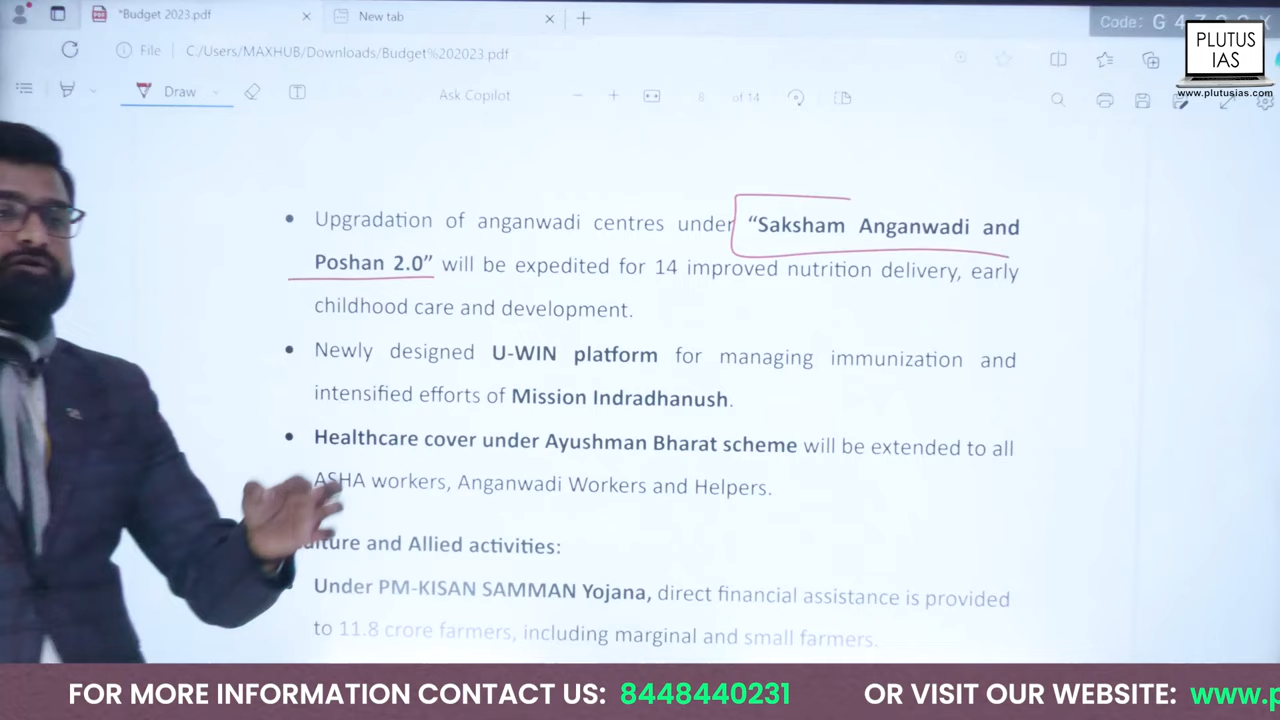 *Budget 2023.pdf
New tab
Code: G 4
File
C:/Users/MAXHUB/Downloads/Budget%202023.pdf
PLUTUS
IAS
www.plutusias.com
Draw
Ask Copilot
8 of 14
• Upgradation of anganwadi centres under “Saksham Anganwadi and
Poshan 2.0” will be expedited for 14 improved nutrition delivery, early
childhood care and development.
• Newly designed U-WIN platform for managing immunization and
intensified efforts of Mission Indradhanush.
• Healthcare cover under Ayushman Bharat scheme will be extended to all
ASHA workers, Anganwadi Workers and Helpers.
ulture and Allied activities:
Under PM-KISAN SAMMAN Yojana, direct financial assistance is provided
to 11.8 crore farmers, including marginal and small farmers.
FOR MORE INFORMATION CONTACT US: 8448440231 OR VISIT OUR WEBSITE: www.p